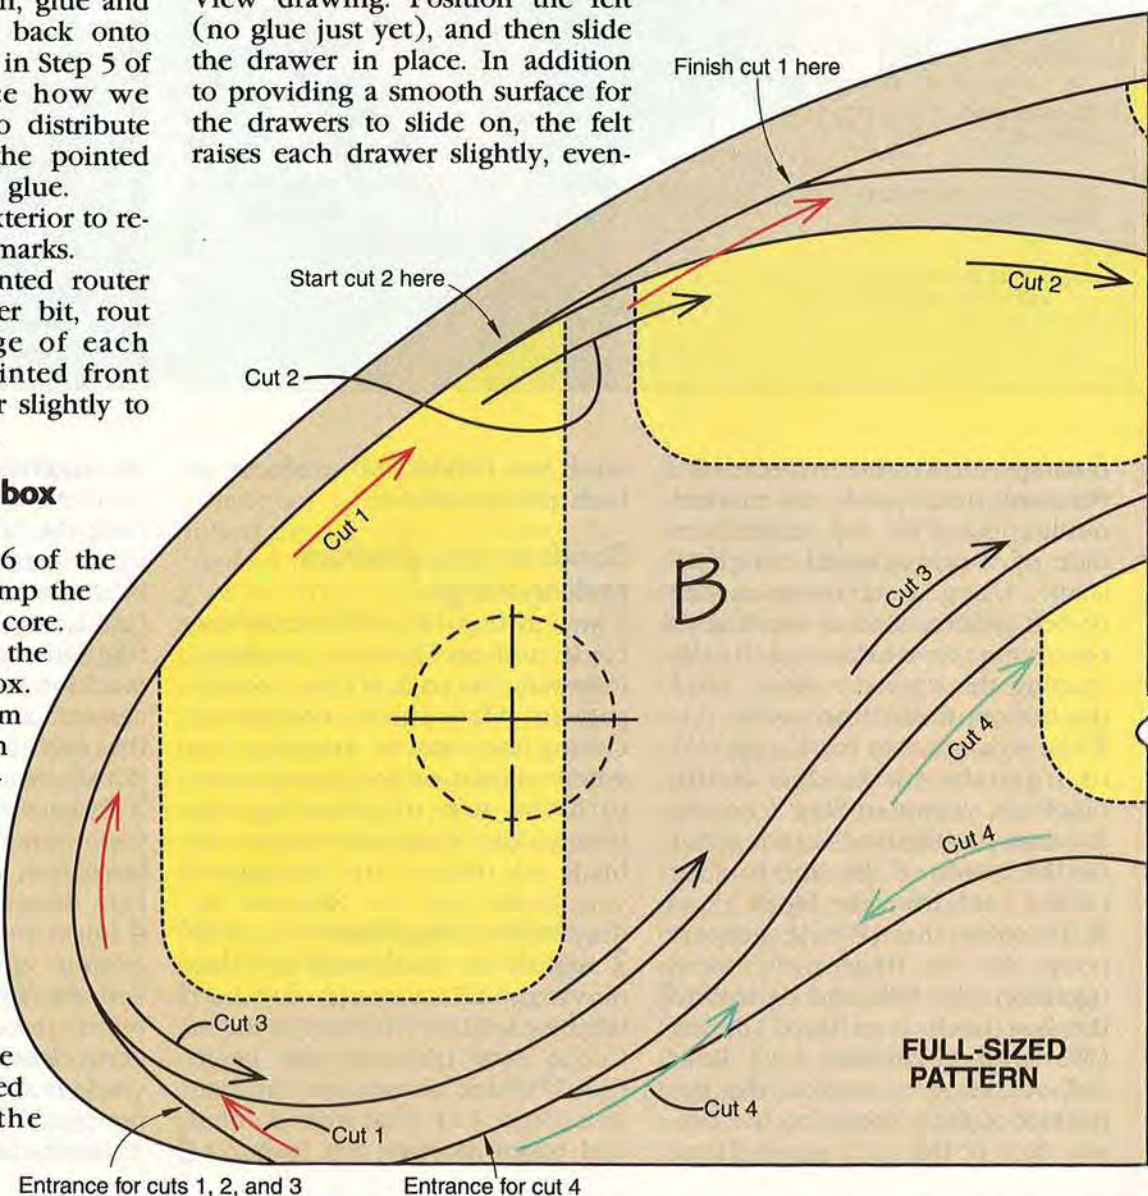 n, glue and
back onto
in Step 5 of
ce how we
o distribute
he pointed
glue.
xterior to re-
marks.
nted router
er bit, rout
ge of each
inted front
r slightly to
box
6 of the
mp the
core.
the
ox.
m
n
e
ed
the
View drawing. Position the felt
(no glue just yet), and then slide
the drawer in place. In addition
to providing a smooth surface for
the drawers to slide on, the felt
raises each drawer slightly, even-
Finish cut 1 here
Start cut 2 here
Cut 2
Cut 2
Cut 1
B
Cut 3
Cut 4
Cut 4
Cut 3
FULL-SIZED
PATTERN
Cut 4
Cut 1
Entrance for cuts 1, 2, and 3
Entrance for cut 4